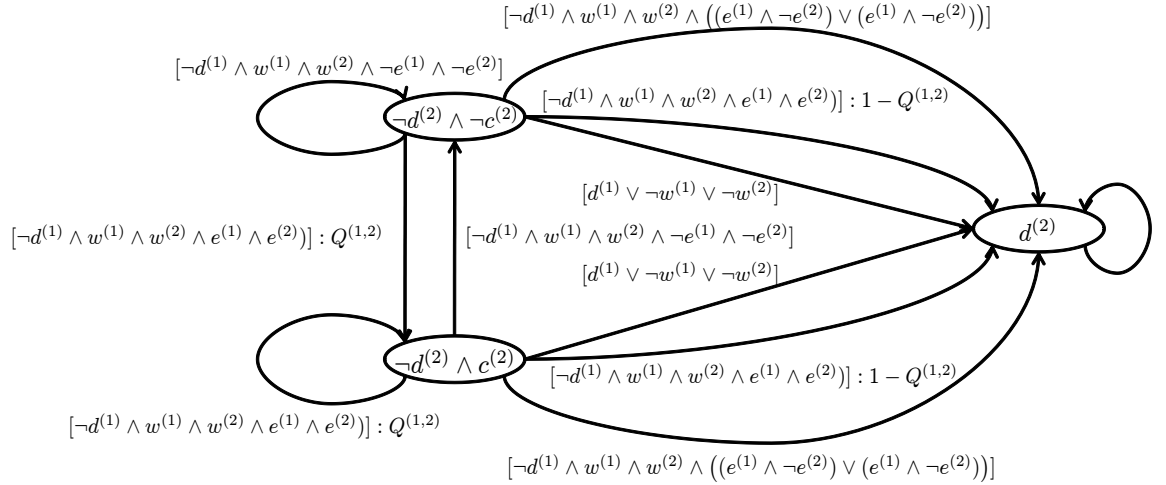 [¬d⁽¹⁾ ∧ w⁽¹⁾ ∧ w⁽²⁾ ∧ ((e⁽¹⁾ ∧ ¬e⁽²⁾) ∨ (e⁽¹⁾ ∧ ¬e⁽²⁾))]
[¬d⁽¹⁾ ∧ w⁽¹⁾ ∧ w⁽²⁾ ∧ ¬e⁽¹⁾ ∧ ¬e⁽²⁾]
[¬d⁽¹⁾ ∧ w⁽¹⁾ ∧ w⁽²⁾ ∧ e⁽¹⁾ ∧ e⁽²⁾)] : 1 − Q⁽¹,²⁾
¬d⁽²⁾ ∧ ¬c⁽²⁾
[d⁽¹⁾ ∨ ¬w⁽¹⁾ ∨ ¬w⁽²⁾]
[¬d⁽¹⁾ ∧ w⁽¹⁾ ∧ w⁽²⁾ ∧ e⁽¹⁾ ∧ e⁽²⁾)] : Q⁽¹,²⁾
[¬d⁽¹⁾ ∧ w⁽¹⁾ ∧ w⁽²⁾ ∧ ¬e⁽¹⁾ ∧ ¬e⁽²⁾]
d⁽²⁾
[d⁽¹⁾ ∨ ¬w⁽¹⁾ ∨ ¬w⁽²⁾]
¬d⁽²⁾ ∧ c⁽²⁾
[¬d⁽¹⁾ ∧ w⁽¹⁾ ∧ w⁽²⁾ ∧ e⁽¹⁾ ∧ e⁽²⁾)] : 1 − Q⁽¹,²⁾
[¬d⁽¹⁾ ∧ w⁽¹⁾ ∧ w⁽²⁾ ∧ e⁽¹⁾ ∧ e⁽²⁾)] : Q⁽¹,²⁾
[¬d⁽¹⁾ ∧ w⁽¹⁾ ∧ w⁽²⁾ ∧ ((e⁽¹⁾ ∧ ¬e⁽²⁾) ∨ (e⁽¹⁾ ∧ ¬e⁽²⁾))]